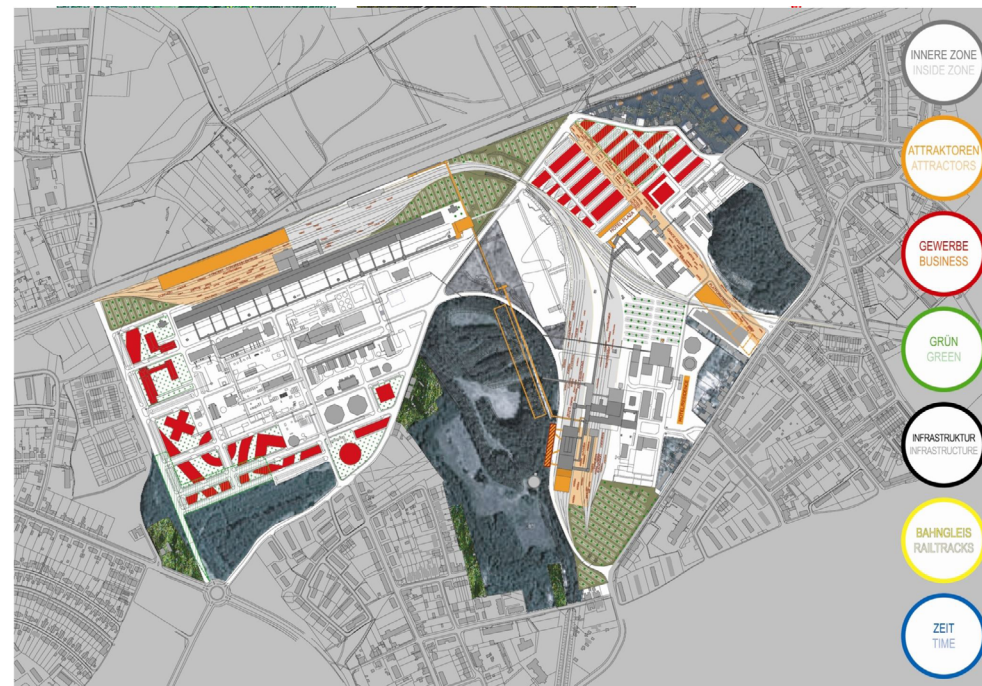 INNERE ZONE
INSIDE ZONE
ATTRAKTOREN
ATTRACTORS
GEWERBE
BUSINESS
GRÜN
GREEN
INFRASTRUKTUR
INFRASTRUCTURE
BAHNGLEIS
RAILTRACKS
ZEIT
TIME